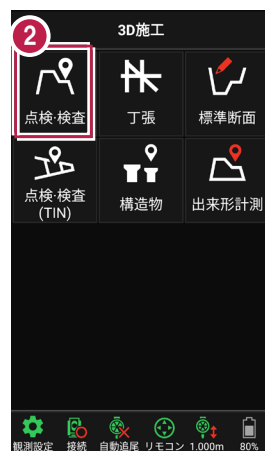 2
3D施工
点検･検査
丁張
標準断面
点検･検査
(TIN)
構造物
出来形計測
観測設定
接続
自動追尾
リモコン
1.000m
80%